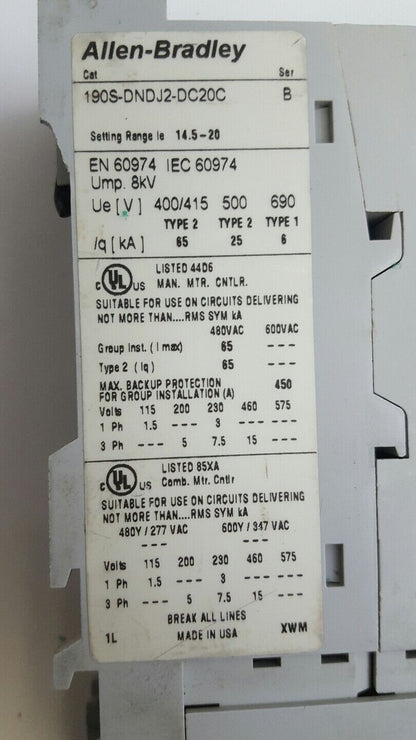 Allen-Bradley
Cat Ser
190S-DNDJ2-DC20C B
Setting Range Ie 14.5-20
EN 60974 IEC 60974
Ump. 8kV
Ue [ V ] 400/415 500 690
TYPE 2 TYPE 2 TYPE 1
Iq [ kA ] 65 25 6
C UL US LISTED 44D6
MAN. MTR. CNTLR.
SUITABLE FOR USE ON CIRCUITS DELIVERING
NOT MORE THAN....RMS SYM kA
480VAC 600VAC
Group Inst. ( I max) 65 ---
Type 2 ( Iq ) 65 ---
MAX. BACKUP PROTECTION
FOR GROUP INSTALLATION (A) 450
Volts 115 200 230 460 575
1 Ph 1.5 --- 3 --- ---
3 Ph --- 5 7.5 15 ---
C UL US LISTED 85XA
Comb. Mtr. Cntlr
SUITABLE FOR USE ON CIRCUITS DELIVERING
NOT MORE THAN....RMS SYM kA
480Y / 277 VAC 600Y / 347 VAC
--- ---
Volts 115 200 230 460 575
1 Ph 1.5 --- 3 --- ---
3 Ph --- 5 7.5 15 ---
BREAK ALL LINES
1L MADE IN USA XWM